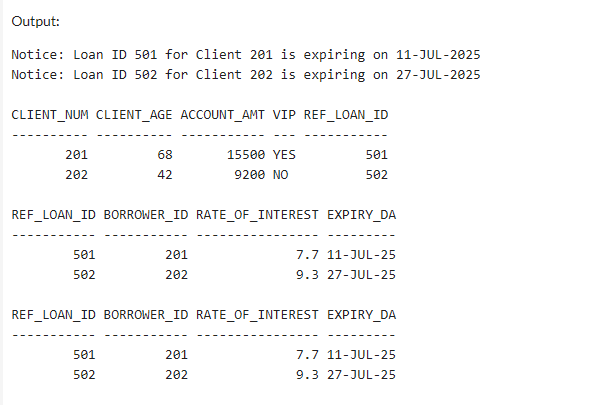 Output:
Notice: Loan ID 501 for Client 201 is expiring on 11-JUL-2025
Notice: Loan ID 502 for Client 202 is expiring on 27-JUL-2025
CLIENT_NUM CLIENT_AGE ACCOUNT_AMT VIP REF_LOAN_ID
---------- ---------- ----------- --- -----------
       201         68       15500 YES         501
       202         42        9200 NO          502
REF_LOAN_ID BORROWER_ID RATE_OF_INTEREST EXPIRY_DA
----------- ----------- ---------------- ---------
        501         201              7.7 11-JUL-25
        502         202              9.3 27-JUL-25
REF_LOAN_ID BORROWER_ID RATE_OF_INTEREST EXPIRY_DA
----------- ----------- ---------------- ---------
        501         201              7.7 11-JUL-25
        502         202              9.3 27-JUL-25